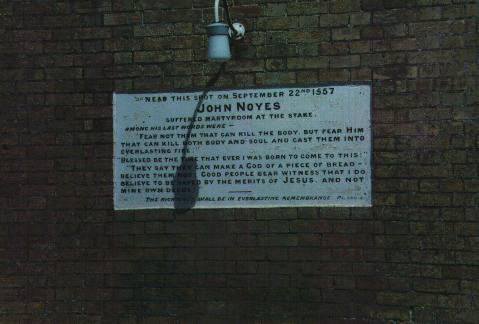 NEAR THIS SPOT ON SEPTEMBER 22ND 1557
JOHN NOYES
SUFFERED MARTYRDOM AT THE STAKE.
AMONG HIS LAST WORDS WERE —
"FEAR NOT THEM THAT CAN KILL THE BODY, BUT FEAR HIM
THAT CAN KILL BOTH BODY AND SOUL AND CAST THEM INTO
EVERLASTING FIRE."
"BLESSED BE THE TIME THAT EVER I WAS BORN TO COME TO THIS."
"THEY SAY THEY CAN MAKE A GOD OF A PIECE OF BREAD —
BELIEVE THEM NOT. GOOD PEOPLE BEAR WITNESS THAT I DO
BELIEVE TO BE SAVED BY THE MERITS OF JESUS, AND NOT
MINE OWN DEEDS."
THE RIGHTEOUS SHALL BE IN EVERLASTING REMEMBRANCE PS.